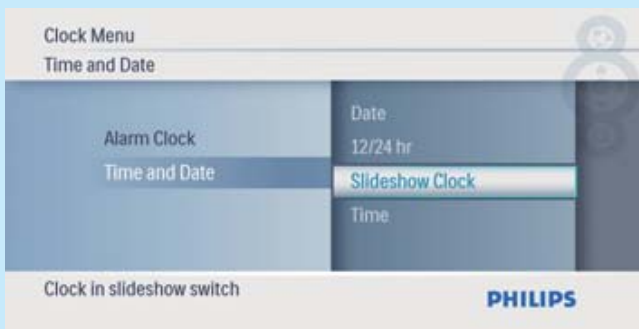 Clock Menu
Time and Date
Alarm Clock
Time and Date
Date
12/24 hr
Slideshow Clock
Time
Clock in slideshow switch
PHILIPS